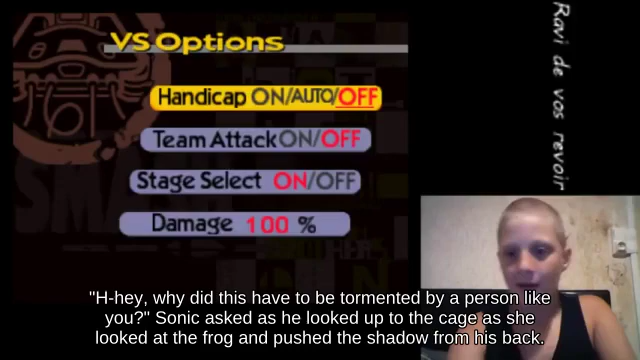 VS Options
Handicap ON/AUTO/OFF
Team Attack ON/OFF
Stage Select ON/OFF
Damage 100 %
Ravi de vos revoir
"H-hey, why did this have to be tormented by a person like
you?" Sonic asked as he looked up to the cage as she
looked at the frog and pushed the shadow from his back.